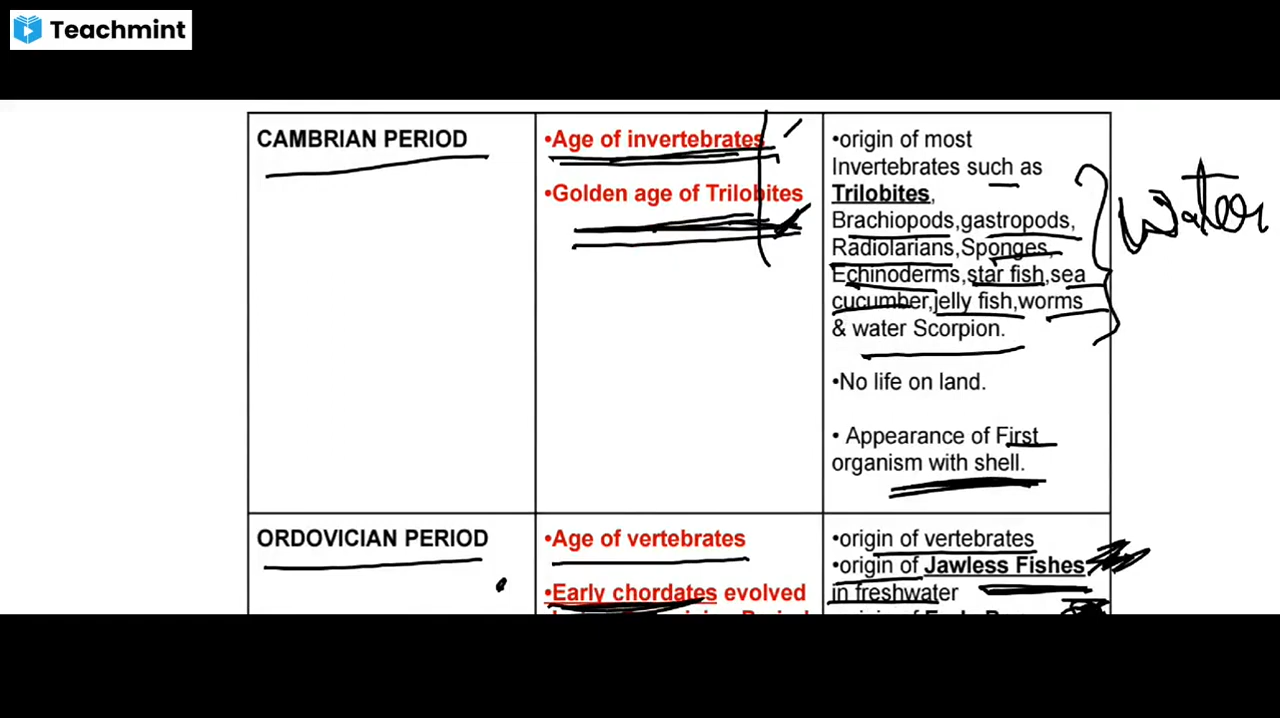 Teachmint
CAMBRIAN PERIOD
•Age of invertebrates
•Golden age of Trilobites
•origin of most
Invertebrates such as
Trilobites,
Brachiopods,gastropods,
Radiolarians,Sponges,
Echinoderms,star fish,sea
cucumber,jelly fish,worms
& water Scorpion.
•No life on land.
• Appearance of First
organism with shell.
Water
ORDOVICIAN PERIOD
•Age of vertebrates
•Early chordates evolved
•origin of vertebrates
•origin of Jawless Fishes
in freshwater